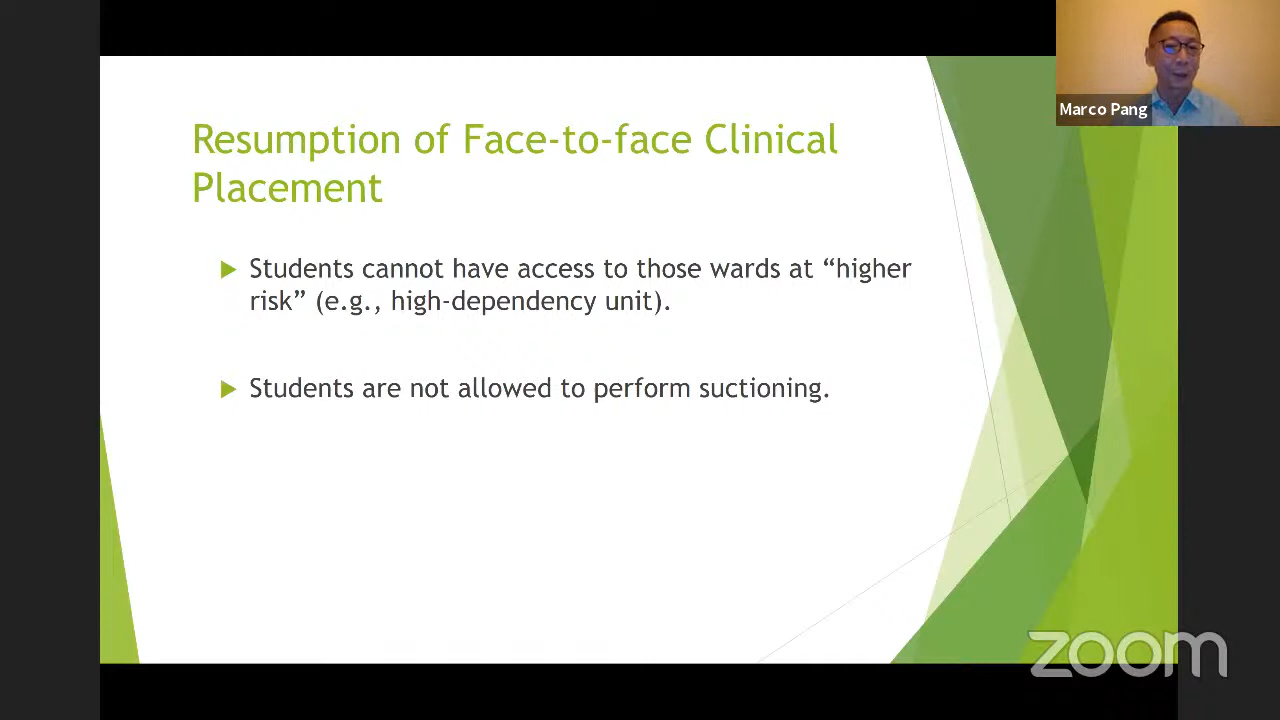 Marco Pang
Resumption of Face-to-face Clinical
Placement
Students cannot have access to those wards at “higher
risk” (e.g., high-dependency unit).
Students are not allowed to perform suctioning.
zoom